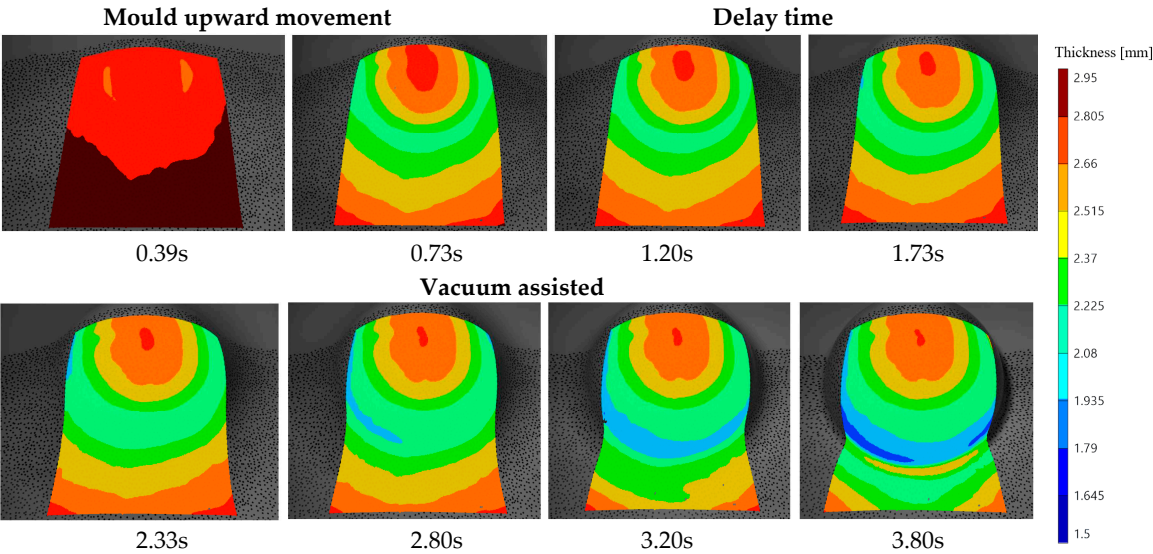 Mould upward movement
Delay time
0.39s
0.73s
1.20s
1.73s
Vacuum assisted
2.33s
2.80s
3.20s
3.80s
Thickness [mm]
2.95
2.805
2.66
2.515
2.37
2.225
2.08
1.935
1.79
1.645
1.5